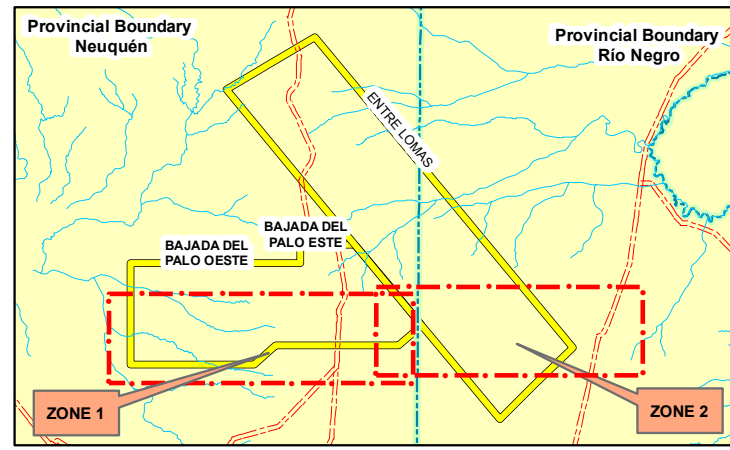 Provincial Boundary
Neuquén
Provincial Boundary
Río Negro
ENTRE LOMAS
BAJADA DEL
PALO ESTE
BAJADA DEL
PALO OESTE
ZONE 1
ZONE 2